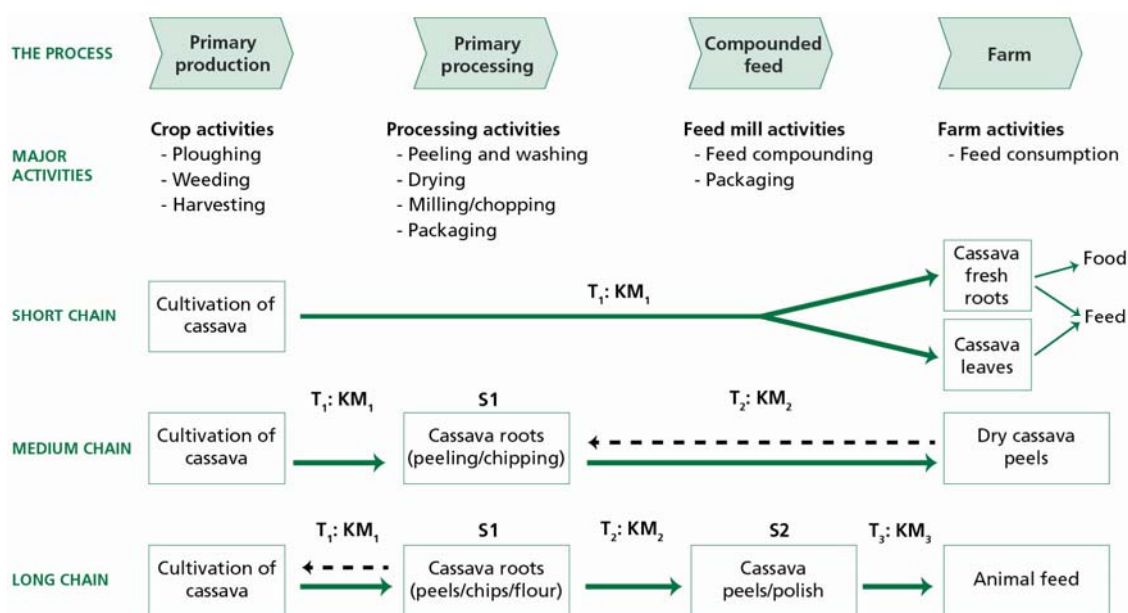 THE PROCESS
Primary
production
Primary
processing
Compounded
feed
Farm
MAJOR
ACTIVITIES
Crop activities
- Ploughing
- Weeding
- Harvesting
Processing activities
- Peeling and washing
- Drying
- Milling/chopping
- Packaging
Feed mill activities
- Feed compounding
- Packaging
Farm activities
- Feed consumption
SHORT CHAIN
Cultivation of
cassava
T₁: KM₁
Cassava
fresh
roots
Cassava
leaves
Food
Feed
MEDIUM CHAIN
Cultivation of
cassava
T₁: KM₁
S1
Cassava roots
(peeling/chipping)
T₂: KM₂
Dry cassava
peels
LONG CHAIN
Cultivation of
cassava
T₁: KM₁
S1
Cassava roots
(peels/chips/flour)
T₂: KM₂
S2
Cassava
peels/polish
T₃: KM₃
Animal feed